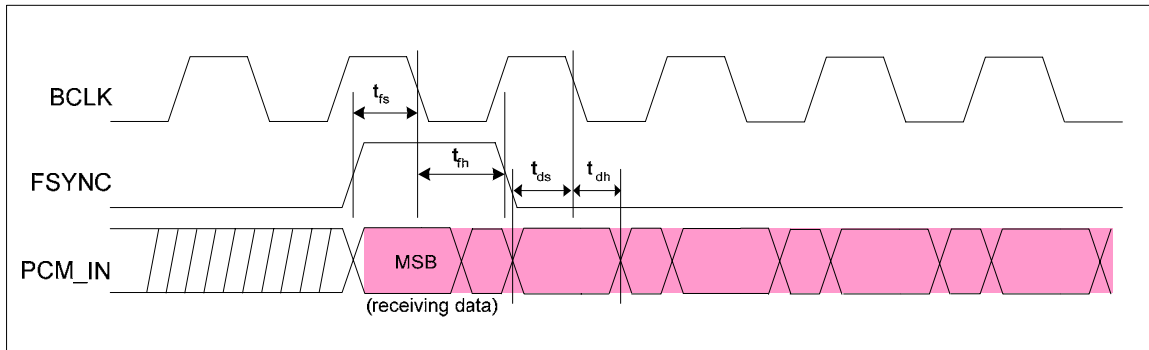 BCLK
tfs
FSYNC
tfh
tds
tdh
PCM_IN
MSB
(receiving data)